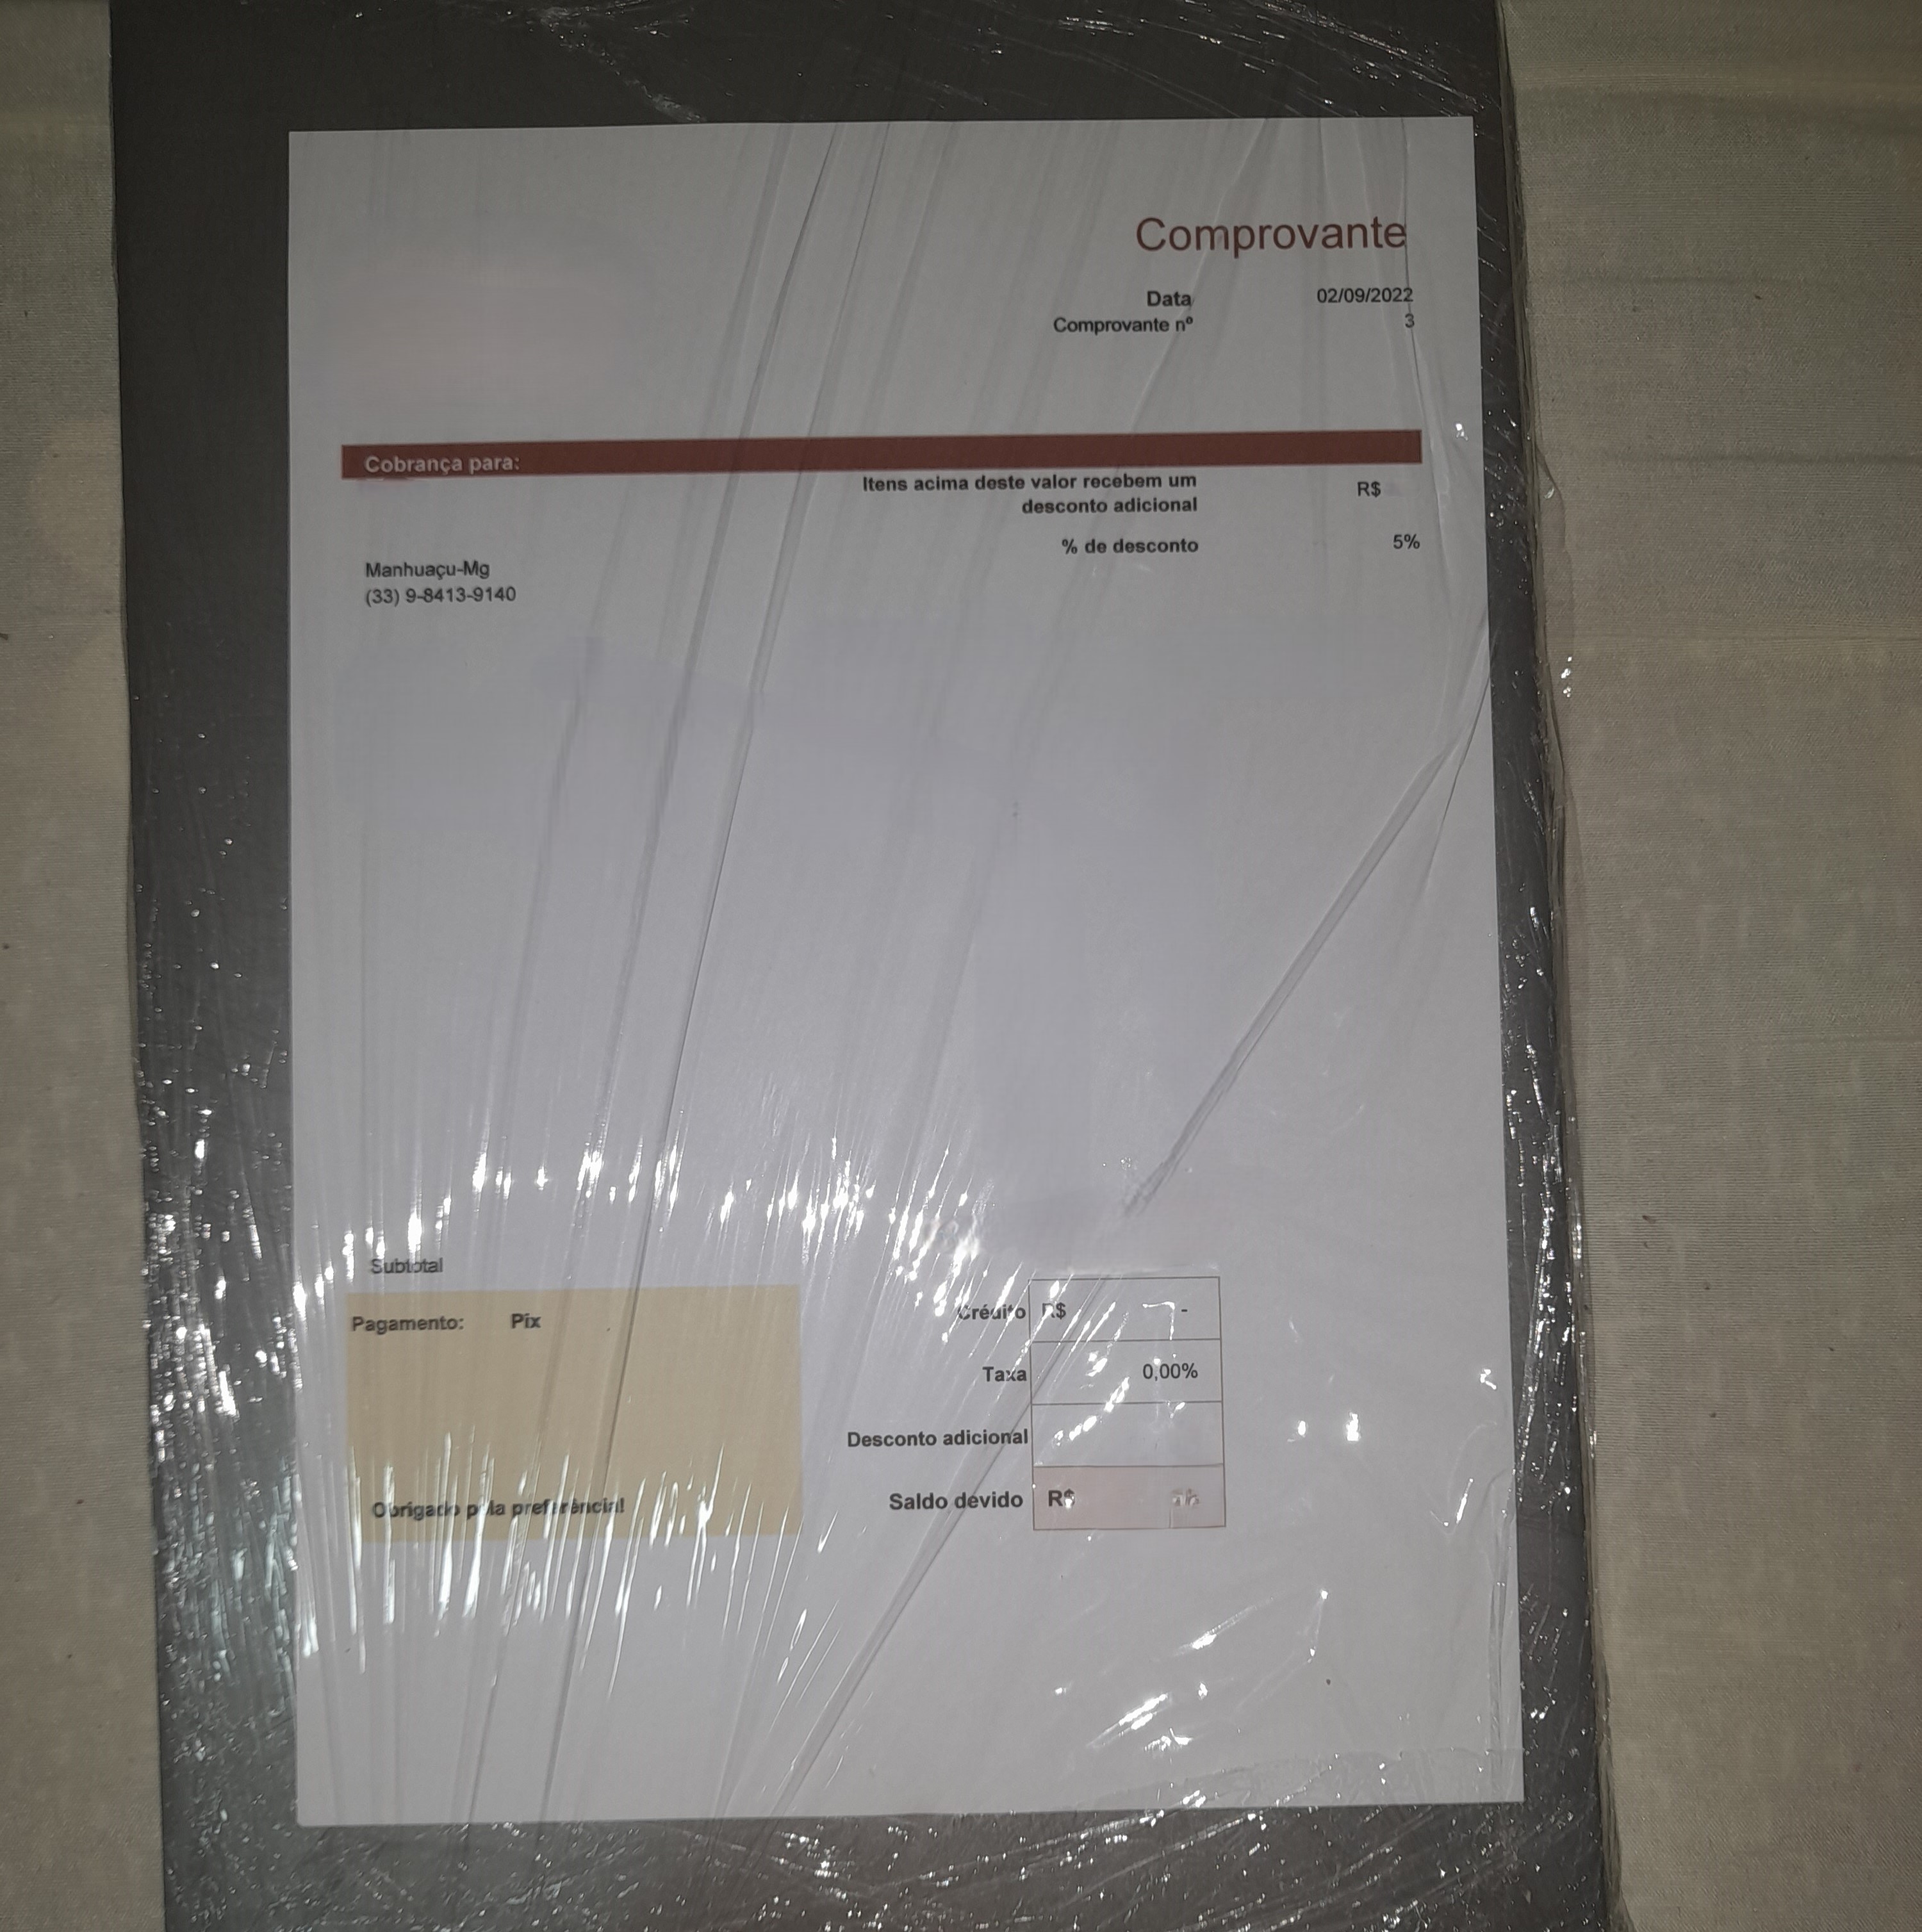 Comprovante
Data 02/09/2022
Comprovante nº 3
Cobrança para:
Itens acima deste valor recebem um R$
desconto adicional
% de desconto 5%
Manhuaçu-Mg
(33) 9-8413-9140
Subtotal
Pagamento: Pix
Crédito R$ -
Taxa 0,00%
Desconto adicional
Saldo devido R$
Obrigado pela preferência!